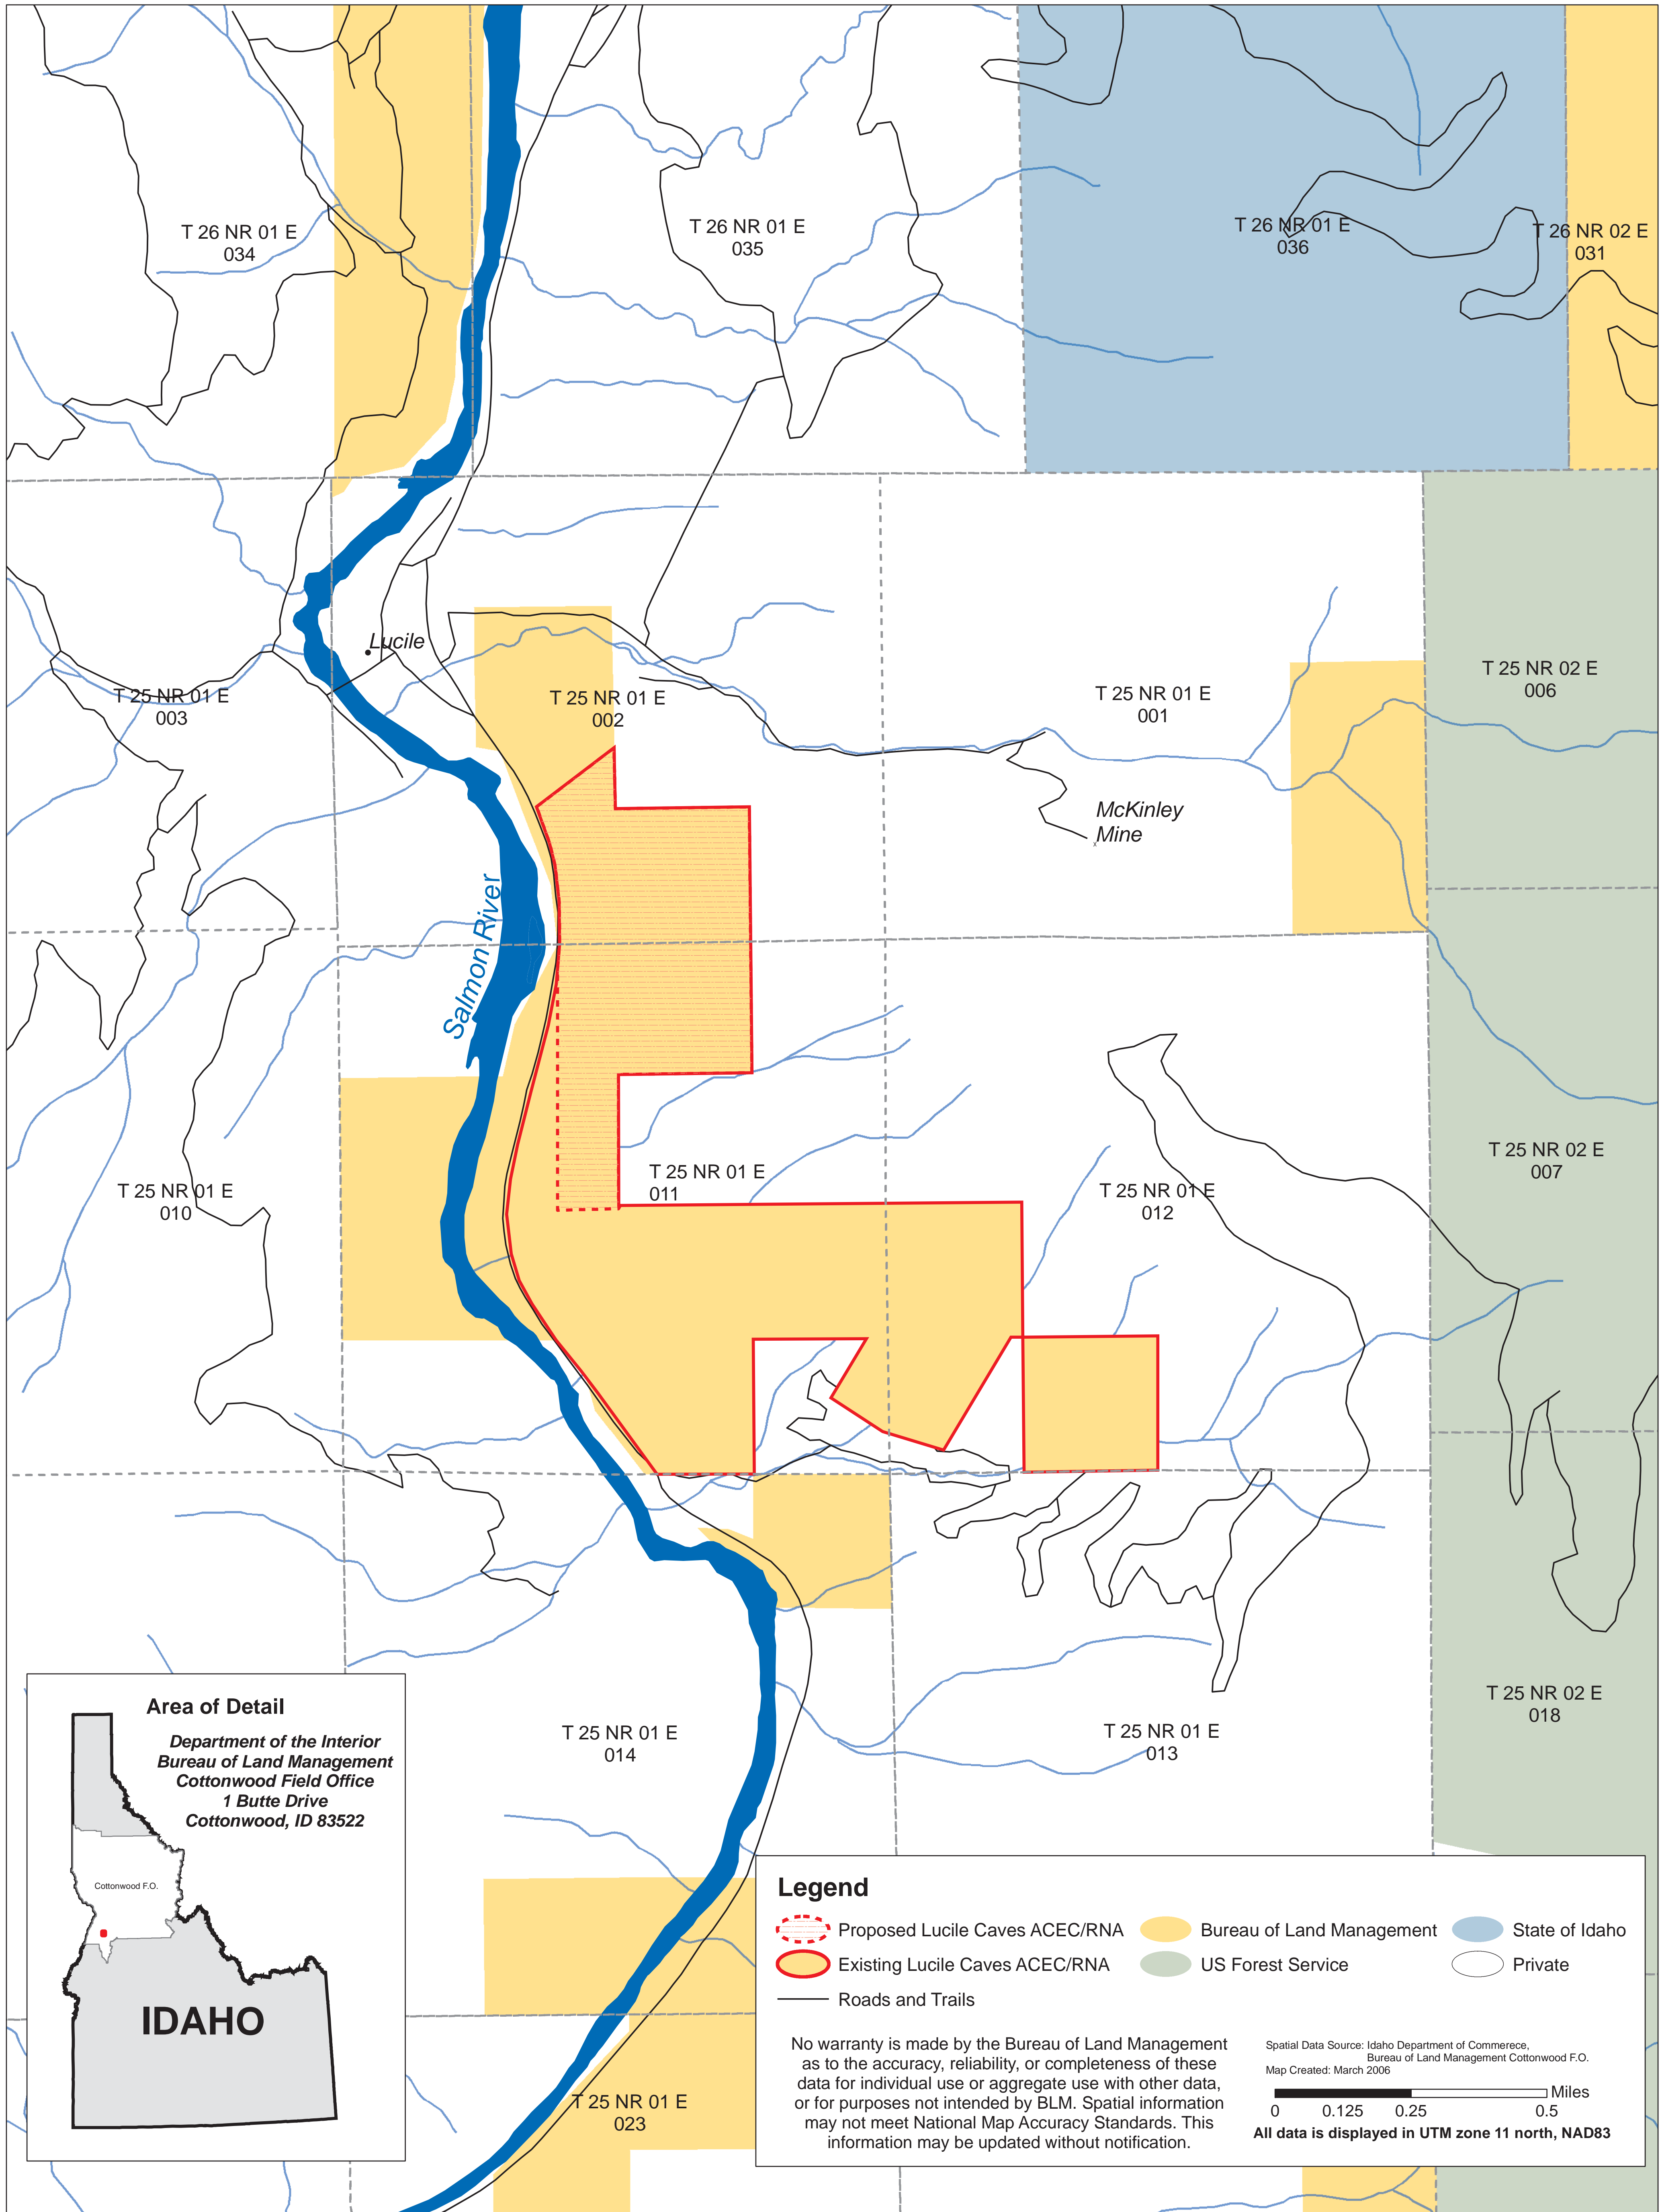 T 26 NR 01 E
034
T 26 NR 01 E
035
T 26 NR 01 E
036
T 26 NR 02 E
031
Lucile
T 25 NR 01 E
003
T 25 NR 01 E
002
T 25 NR 01 E
001
T 25 NR 02 E
006
McKinley
Mine
x
Salmon River
T 25 NR 01 E
010
T 25 NR 01 E
011
T 25 NR 01 E
012
T 25 NR 02 E
007
T 25 NR 01 E
014
T 25 NR 01 E
013
T 25 NR 02 E
018
T 25 NR 01 E
023
Area of Detail
Department of the Interior
Bureau of Land Management
Cottonwood Field Office
1 Butte Drive
Cottonwood, ID 83522
Cottonwood F.O.
IDAHO
Legend
Proposed Lucile Caves ACEC/RNA
Existing Lucile Caves ACEC/RNA
Roads and Trails
Bureau of Land Management
US Forest Service
State of Idaho
Private
No warranty is made by the Bureau of Land Management
as to the accuracy, reliability, or completeness of these
data for individual use or aggregate use with other data,
or for purposes not intended by BLM. Spatial information
may not meet National Map Accuracy Standards. This
information may be updated without notification.
Spatial Data Source: Idaho Department of Commerece,
Bureau of Land Management Cottonwood F.O.
Map Created: March 2006
Miles
0 0.125 0.25 0.5
All data is displayed in UTM zone 11 north, NAD83